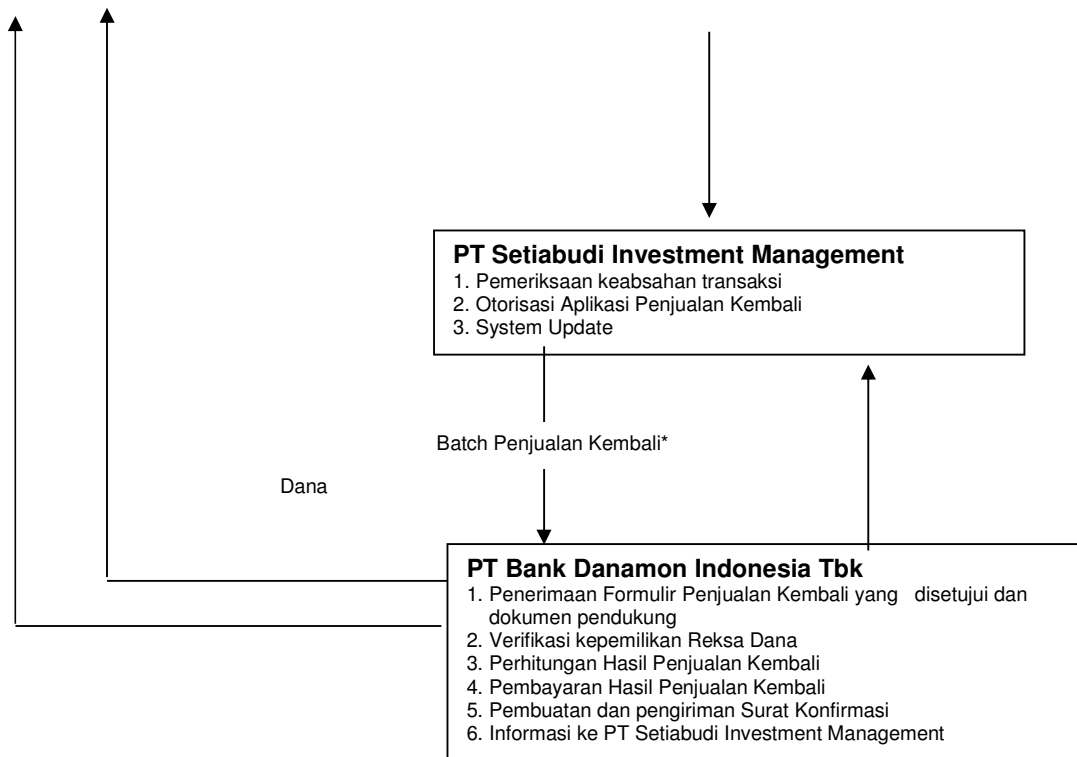 PT Setiabudi Investment Management
1. Pemeriksaan keabsahan transaksi
2. Otorisasi Aplikasi Penjualan Kembali
3. System Update
Batch Penjualan Kembali*
Dana
PT Bank Danamon Indonesia Tbk
1. Penerimaan Formulir Penjualan Kembali yang disetujui dan
dokumen pendukung
2. Verifikasi kepemilikan Reksa Dana
3. Perhitungan Hasil Penjualan Kembali
4. Pembayaran Hasil Penjualan Kembali
5. Pembuatan dan pengiriman Surat Konfirmasi
6. Informasi ke PT Setiabudi Investment Management